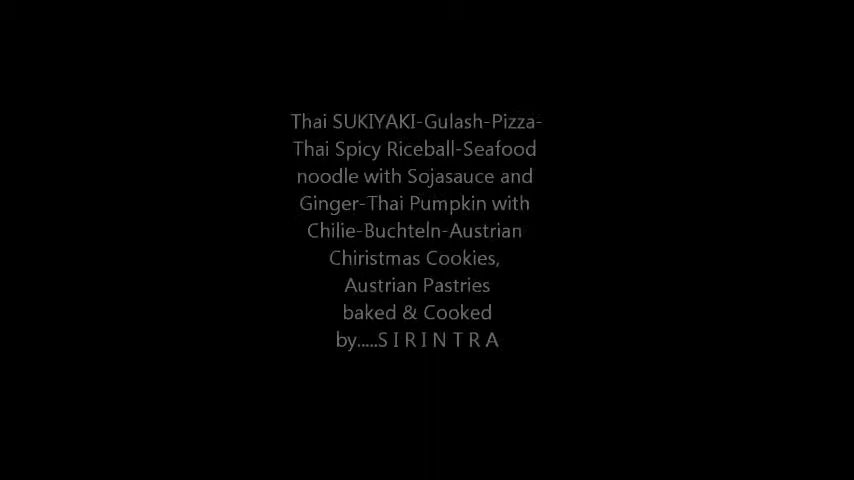 Thai SUKIYAKI-Gulash-Pizza-
Thai Spicy Riceball-Seafood
noodle with Sojasauce and
Ginger-Thai Pumpkin with
Chilie-Buchteln-Austrian
Chiristmas Cookies,
Austrian Pastries
baked & Cooked
by.....S I R I N T R A